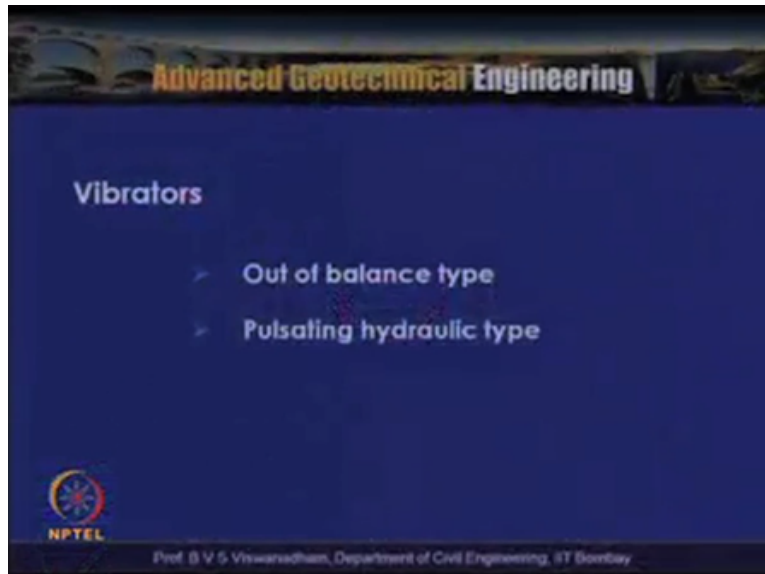 Advanced Geotechnical Engineering
Vibrators
Out of balance type
Pulsating hydraulic type
NPTEL
Prof. B V S Viswanadham, Department of Civil Engineering, IIT Bombay